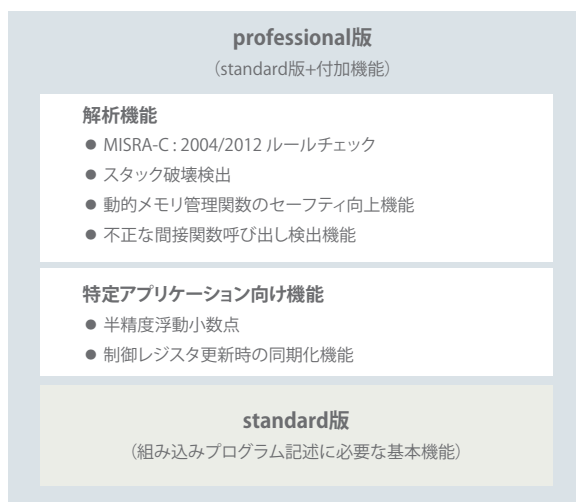 professional版
（standard版+付加機能）
解析機能
● MISRA-C : 2004/2012 ルールチェック
● スタック破壊検出
● 動的メモリ管理関数のセーフティ向上機能
● 不正な間接関数呼び出し検出機能
特定アプリケーション向け機能
● 半精度浮動小数点
● 制御レジスタ更新時の同期化機能
standard版
（組み込みプログラム記述に必要な基本機能）